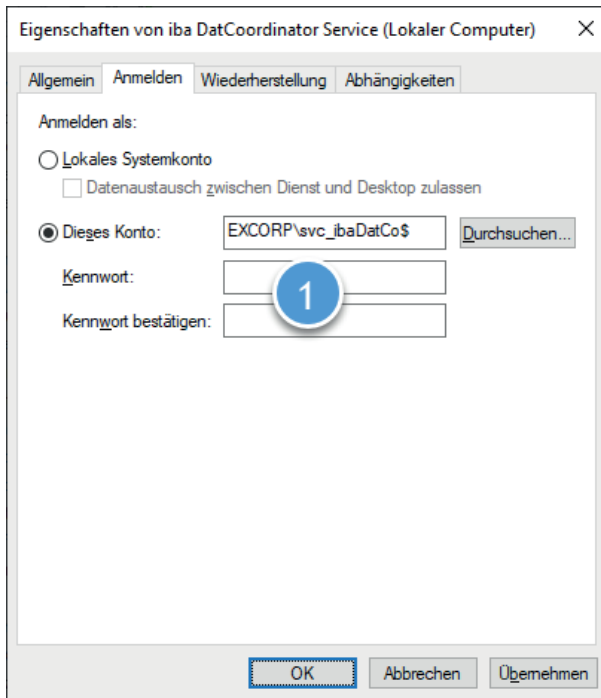 Eigenschaften von iba DatCoordinator Service (Lokaler Computer)
Allgemein Anmelden Wiederherstellung Abhängigkeiten
Anmelden als:
Lokales Systemkonto
Datenaustausch zwischen Dienst und Desktop zulassen
Dieses Konto: EXCORP\svc_ibaDatCo$ Durchsuchen...
Kennwort:
1
Kennwort bestätigen:
OK Abbrechen Übernehmen